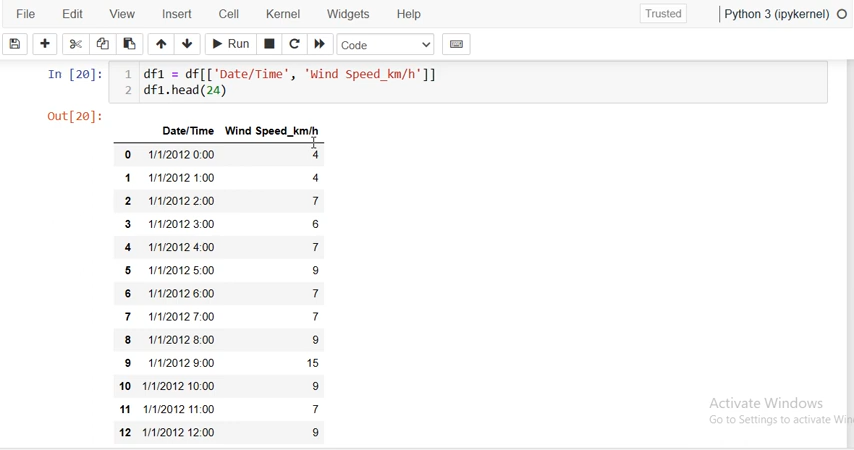 File Edit View Insert Cell Kernel Widgets Help Trusted Python 3 (ipykernel)
Run Code
In [20]: 1 df1 = df[['Date/Time', 'Wind Speed_km/h']]
2 df1.head(24)
Out[20]:
Date/Time Wind Speed_km/h
0 1/1/2012 0:00 4
1 1/1/2012 1:00 4
2 1/1/2012 2:00 7
3 1/1/2012 3:00 6
4 1/1/2012 4:00 7
5 1/1/2012 5:00 9
6 1/1/2012 6:00 7
7 1/1/2012 7:00 7
8 1/1/2012 8:00 9
9 1/1/2012 9:00 15
10 1/1/2012 10:00 9
11 1/1/2012 11:00 7
12 1/1/2012 12:00 9
Activate Windows
Go to Settings to activate Win